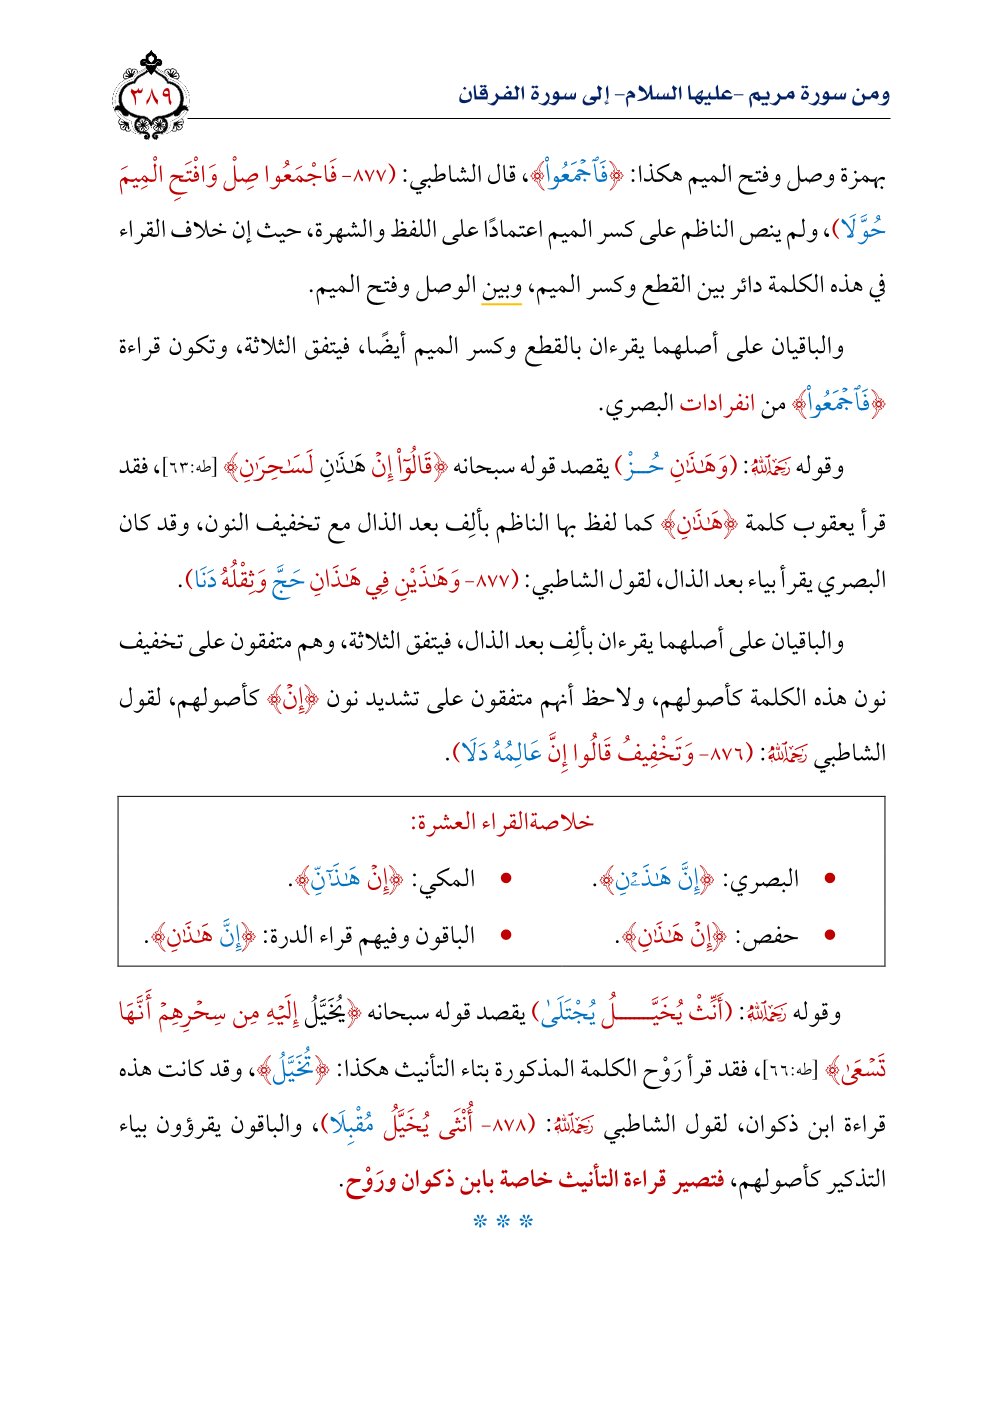 ومن سورة مريم -عليها السلام- إلى سورة الفرقان
٣٨٩
بهمزة وصل وفتح الميم هكذا: ﴿فَٱجۡمَعُواْ﴾، قال الشاطبي: (٨٧٧- فَاجْمَعُوا صِلْ وَافْتَحِ الْمِيمَ
حُوَّلَا)، ولم ينص الناظم على كسر الميم اعتمادًا على اللفظ والشهرة، حيث إن خلاف القراء
في هذه الكلمة دائر بين القطع وكسر الميم، وبين الوصل وفتح الميم.
والباقيان على أصلهما يقرءان بالقطع وكسر الميم أيضًا، فيتفق الثلاثة، وتكون قراءة
﴿فَٱجۡمَعُواْ﴾ من انفرادات البصري.
وقوله رَحِمَهُ ٱللَّهُ: (وَهَٰذَانِ حُــزْ) يقصد قوله سبحانه ﴿قَالُوٓاْ إِنۡ هَٰذَٰنِ لَسَٰحِرَٰنِ﴾ [طه:٦٣]، فقد
قرأ يعقوب كلمة ﴿هَٰذَٰنِ﴾ كما لفظ بها الناظم بألِف بعد الذال مع تخفيف النون، وقد كان
البصري يقرأ بياء بعد الذال، لقول الشاطبي: (٨٧٧- وَهَٰذَيْنِ فِي هَٰذَانِ حَجَّ وَثِقْلُهُ دَنَا).
والباقيان على أصلهما يقرءان بألِف بعد الذال، فيتفق الثلاثة، وهم متفقون على تخفيف
نون هذه الكلمة كأصولهم، ولاحظ أنهم متفقون على تشديد نون ﴿إِنۡ﴾ كأصولهم، لقول
الشاطبي رَحِمَهُ ٱللَّهُ: (٨٧٦- وَتَخْفِيفُ قَالُوا إِنَّ عَالِمُهُ دَلَا).
خلاصةالقراء العشرة:
• البصري: ﴿إِنَّ هَٰذَيۡنِ﴾. • المكي: ﴿إِنۡ هَٰذَآنِّ﴾.
• حفص: ﴿إِنۡ هَٰذَٰنِ﴾. • الباقون وفيهم قراء الدرة: ﴿إِنَّ هَٰذَٰنِ﴾.
وقوله رَحِمَهُ ٱللَّهُ: (أَنِّثْ يُخَيَّـــــلُ يُجْتَلَىٰ) يقصد قوله سبحانه ﴿يُخَيَّلُ إِلَيۡهِ مِن سِحۡرِهِمۡ أَنَّهَا
تَسۡعَىٰ﴾ [طه:٦٦]، فقد قرأ رَوْح الكلمة المذكورة بتاء التأنيث هكذا: ﴿تُخَيَّلُ﴾، وقد كانت هذه
قراءة ابن ذكوان، لقول الشاطبي رَحِمَهُ ٱللَّهُ: (٨٧٨- أُنْثَى يُخَيَّلُ مُقْبِلَا)، والباقون يقرؤون بياء
التذكير كأصولهم، فتصير قراءة التأنيث خاصة بابن ذكوان ورَوْح.
* * *